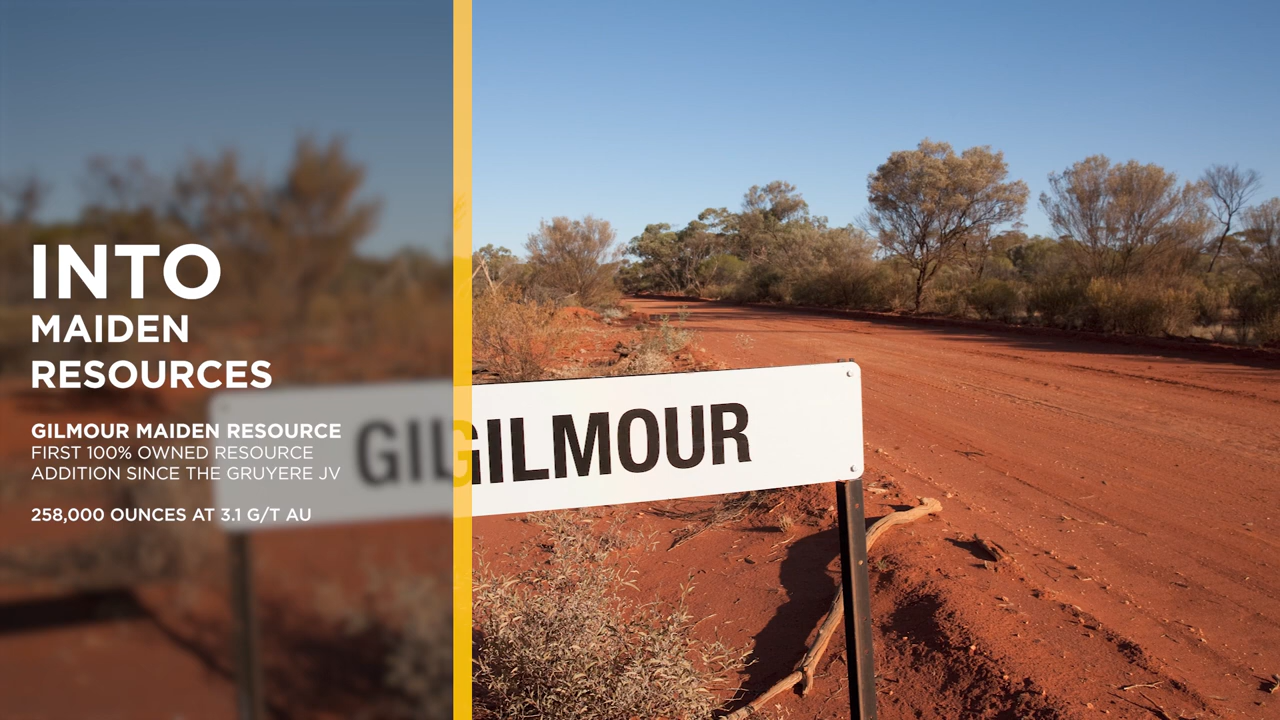 INTO
MAIDEN
RESOURCES
GILMOUR MAIDEN RESOURCE
FIRST 100% OWNED RESOURCE
ADDITION SINCE THE GRUYERE JV
258,000 OUNCES AT 3.1 G/T AU
GIL
GILMOUR